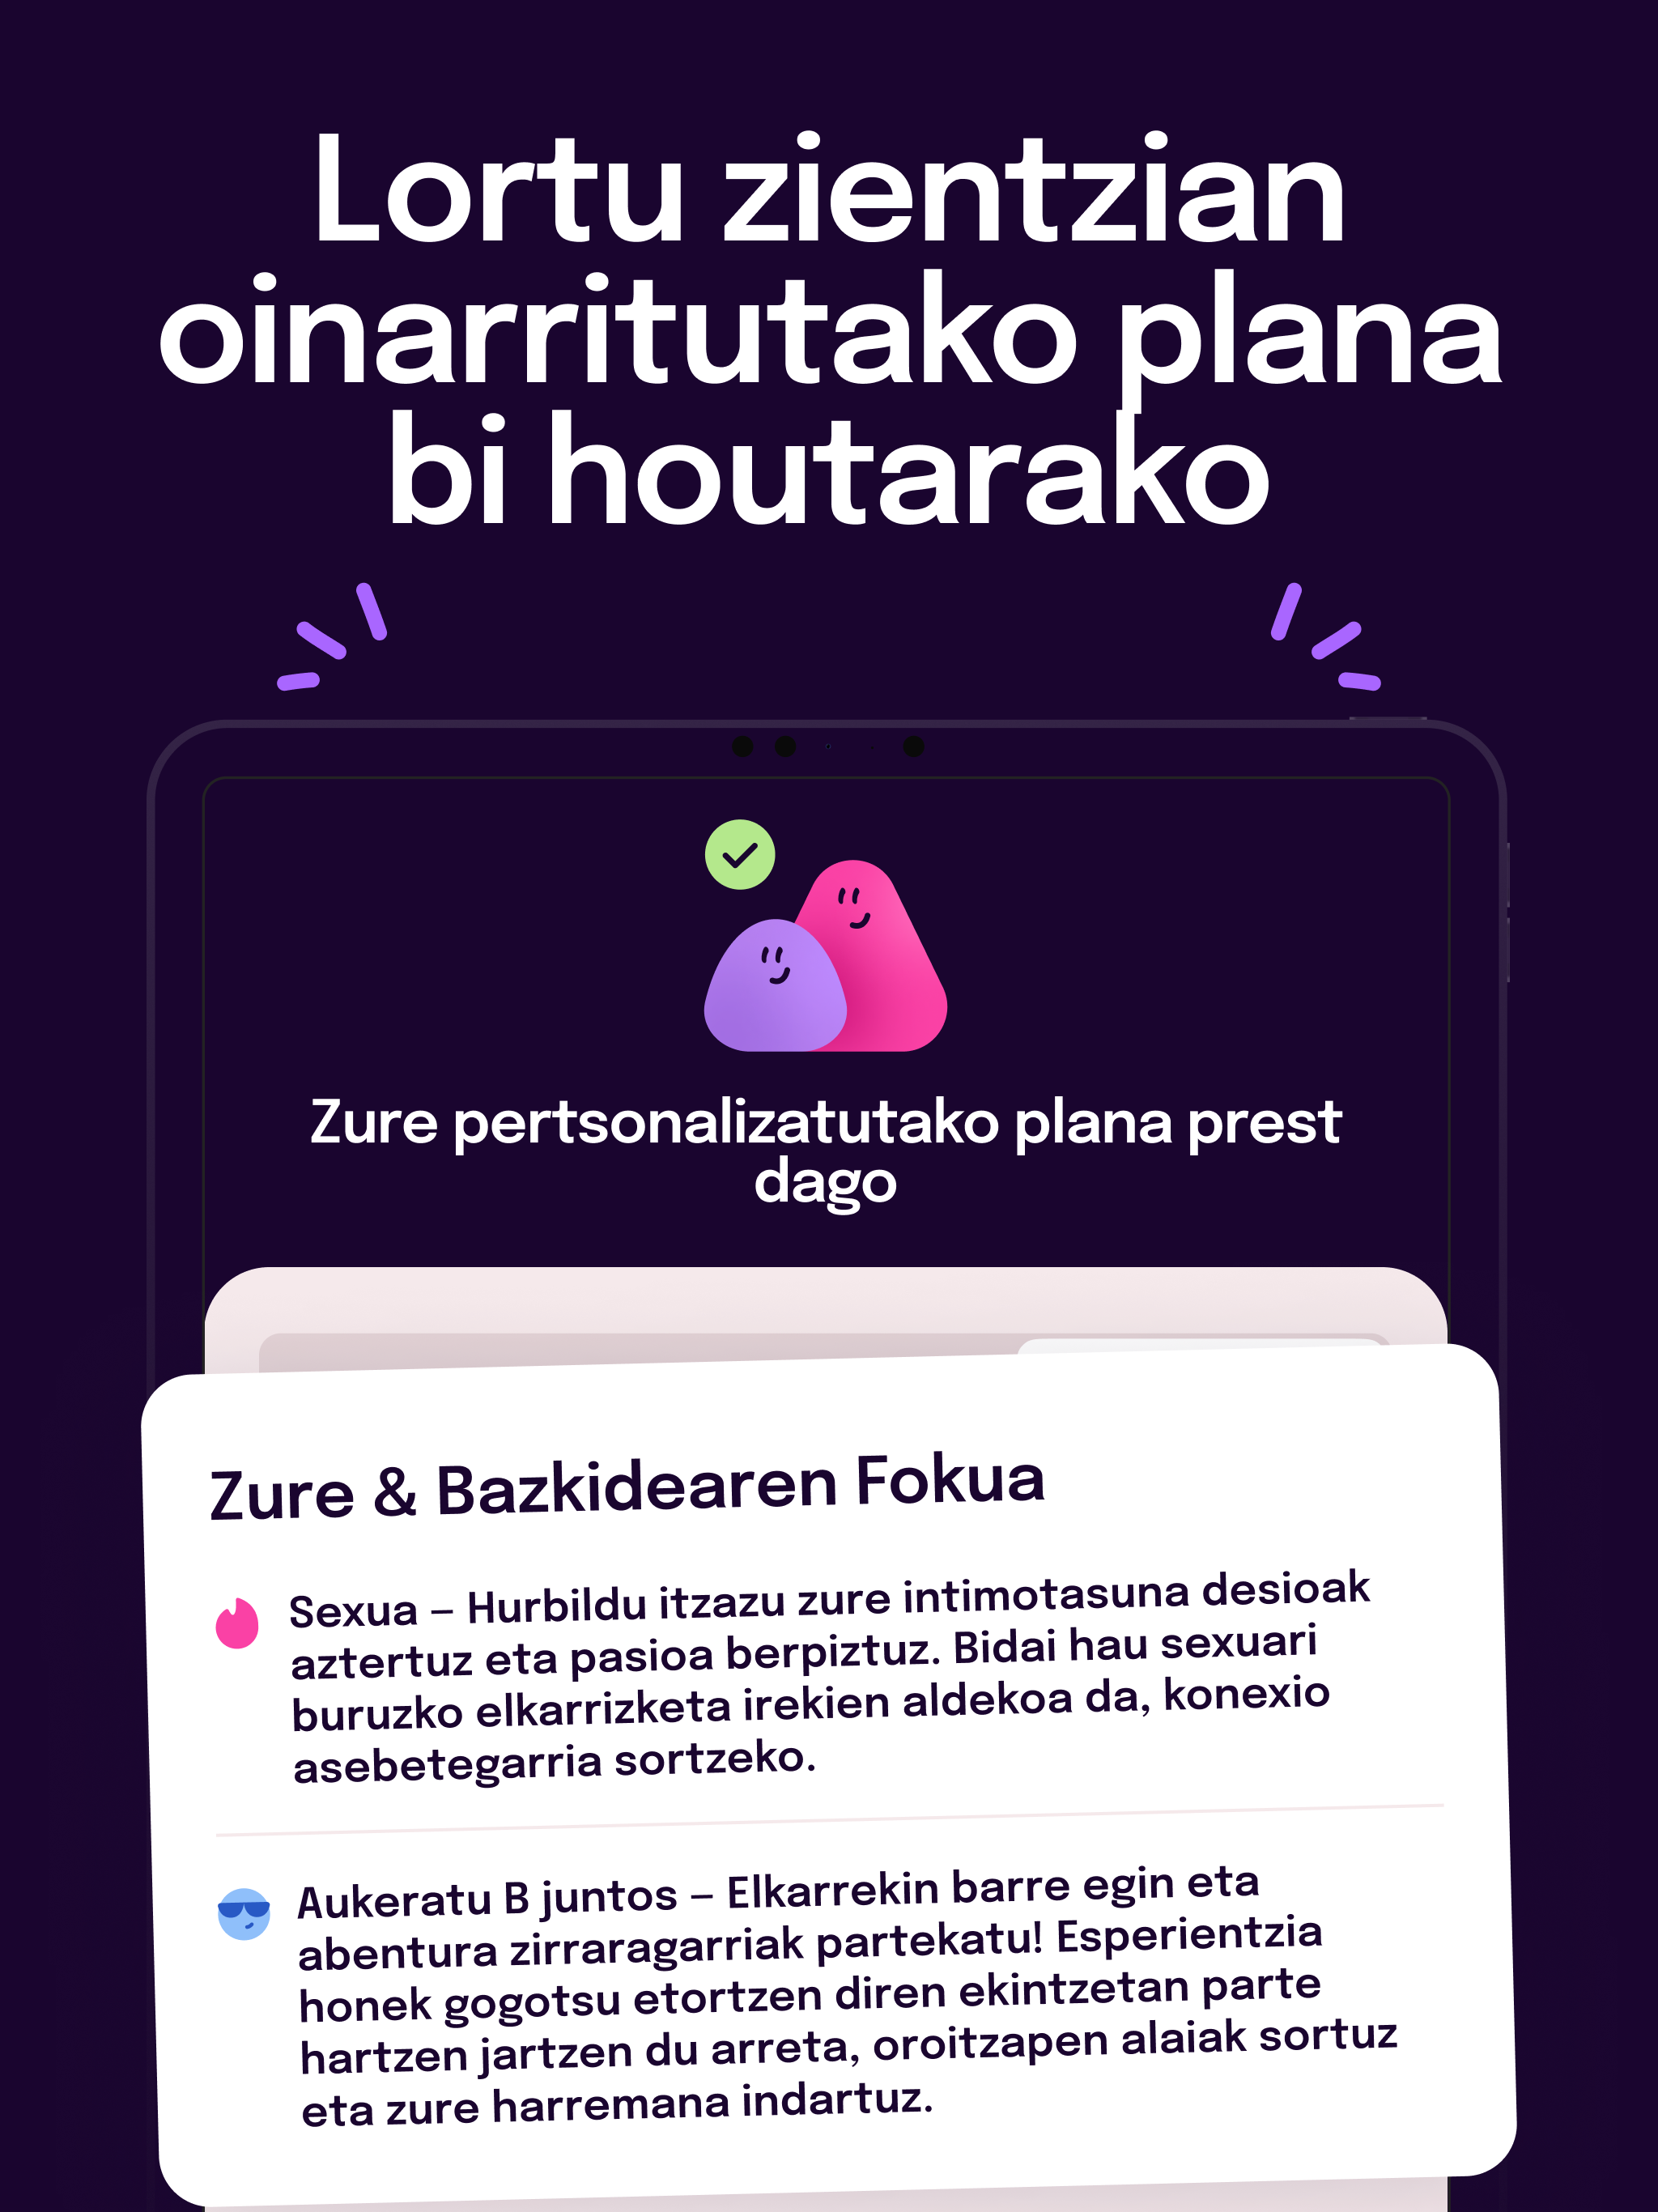 Lortu zientzian
oinarritutako plana
bi houtarako
Zure pertsonalizatutako plana prest
dago
Zure & Bazkidearen Fokua
Sexua – Hurbildu itzazu zure intimotasuna desioak
aztertuz eta pasioa berpiztuz. Bidai hau sexuari
buruzko elkarrizketa irekien aldekoa da, konexio
asebetegarria sortzeko.
Aukeratu B juntos – Elkarrekin barre egin eta
abentura zirraragarriak partekatu! Esperientzia
honek gogotsu etortzen diren ekintzetan parte
hartzen jartzen du arreta, oroitzapen alaiak sortuz
eta zure harremana indartuz.